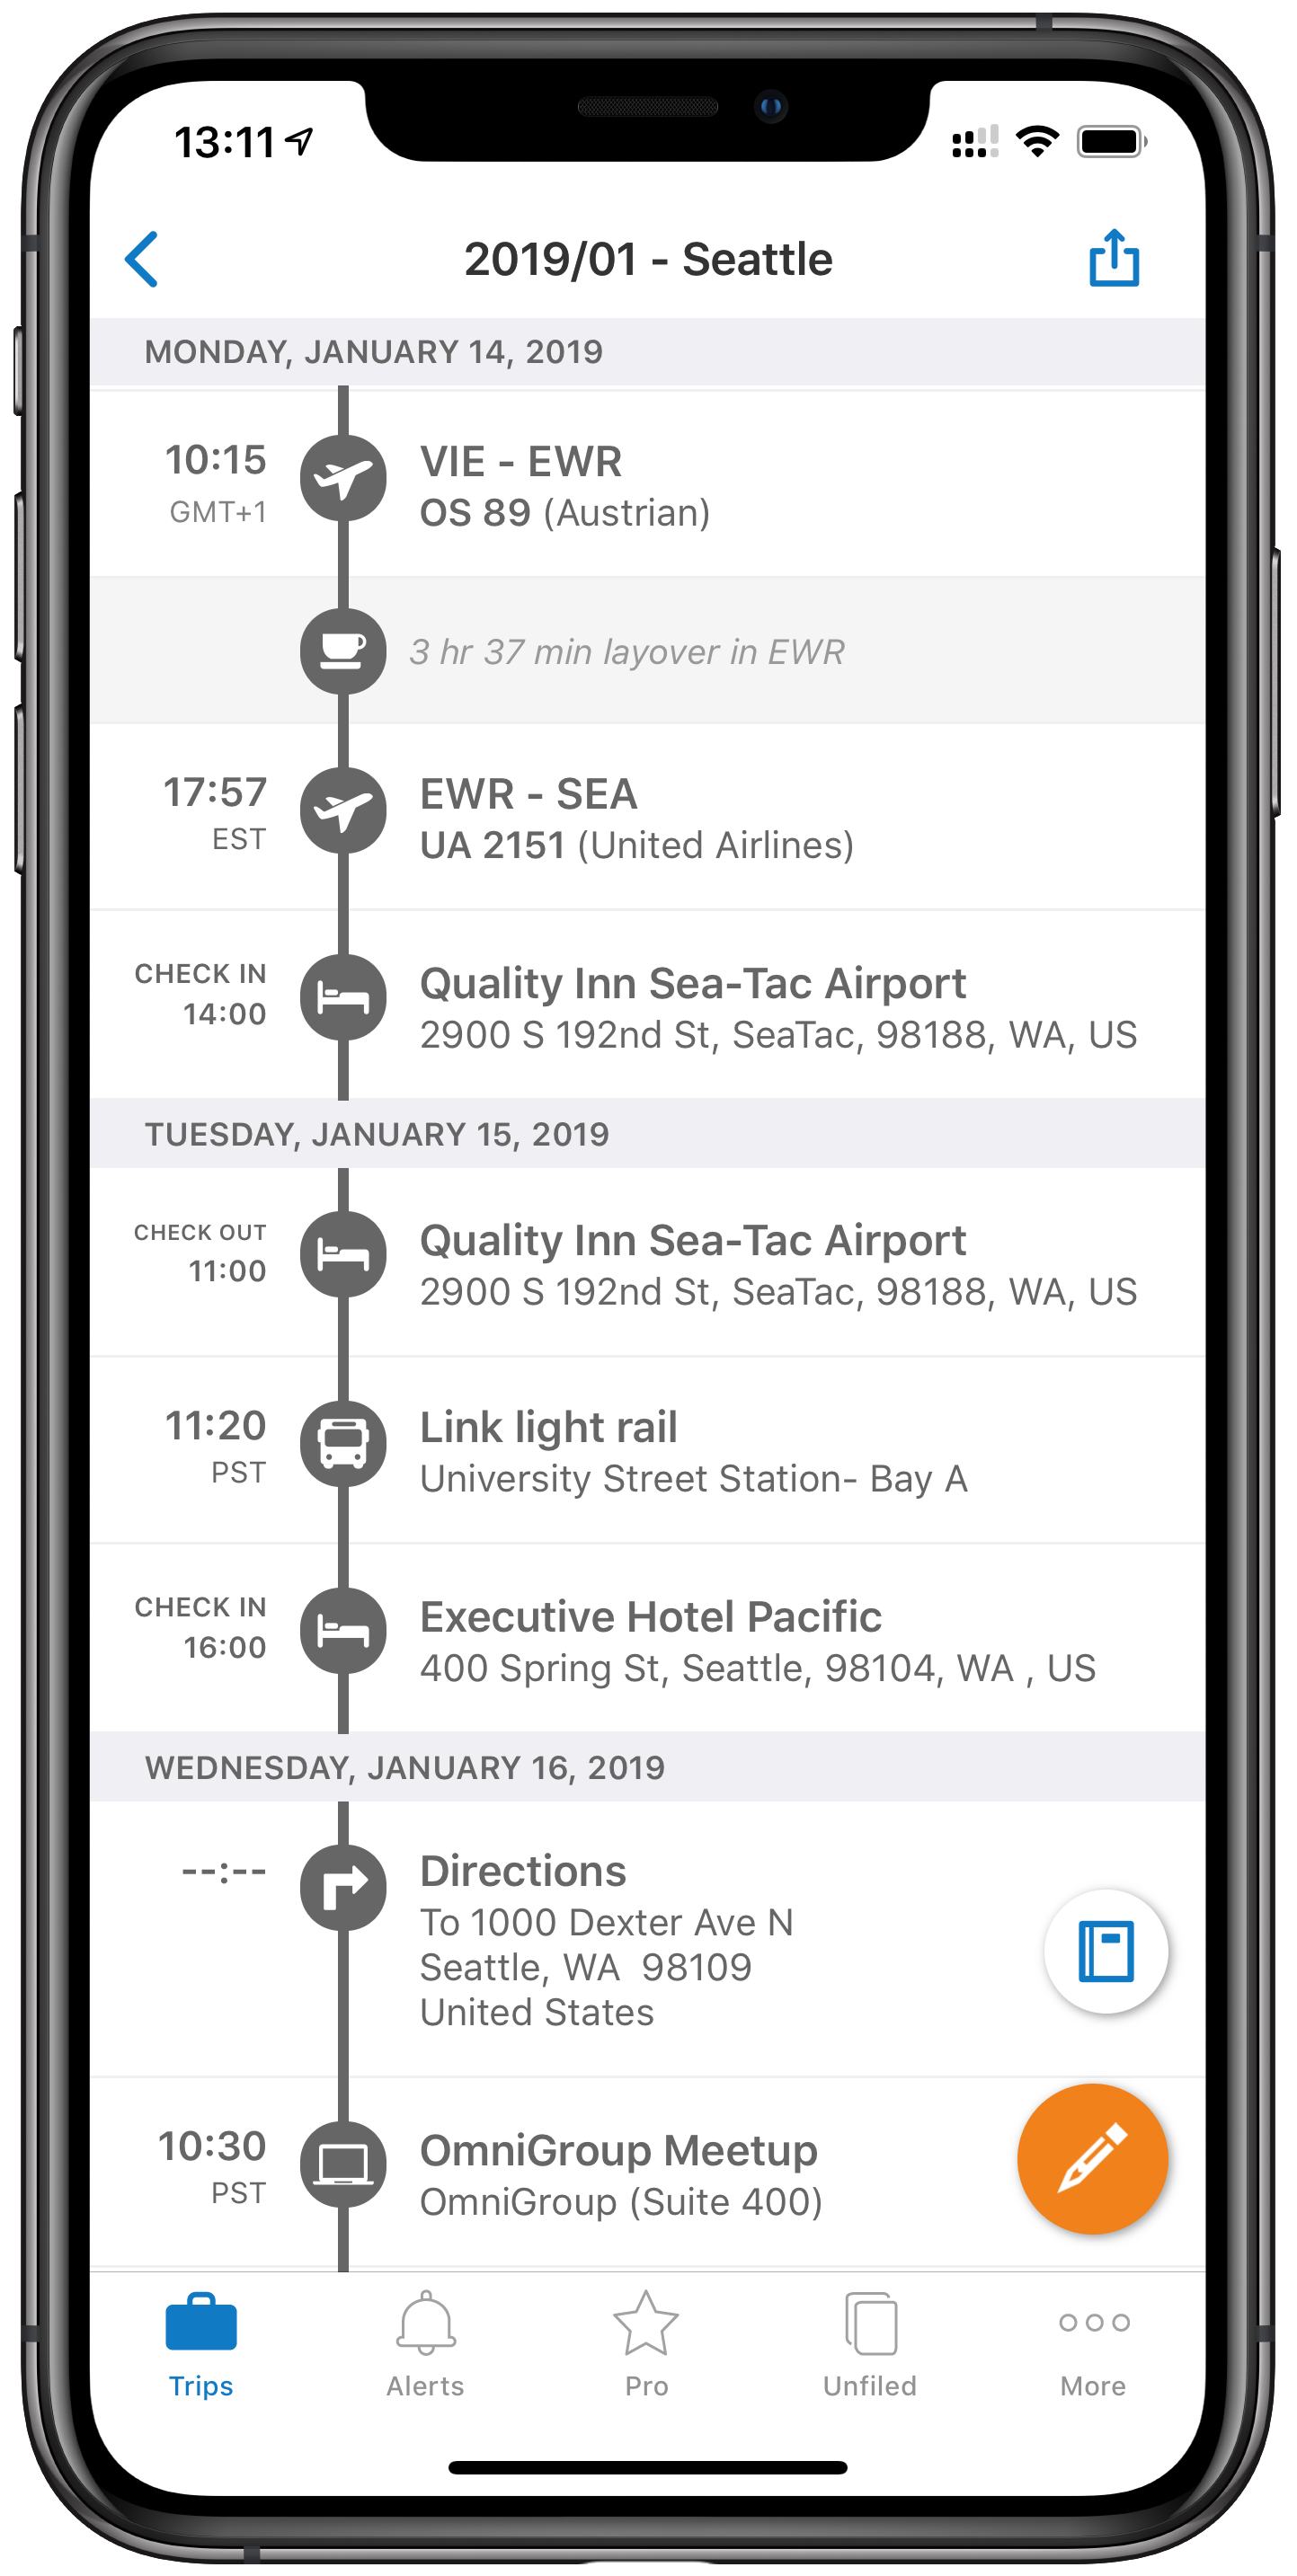 13:11
2019/01 - Seattle
MONDAY, JANUARY 14, 2019
10:15
GMT+1
VIE - EWR
OS 89 (Austrian)
3 hr 37 min layover in EWR
17:57
EST
EWR - SEA
UA 2151 (United Airlines)
CHECK IN
14:00
Quality Inn Sea-Tac Airport
2900 S 192nd St, SeaTac, 98188, WA, US
TUESDAY, JANUARY 15, 2019
CHECK OUT
11:00
Quality Inn Sea-Tac Airport
2900 S 192nd St, SeaTac, 98188, WA, US
11:20
PST
Link light rail
University Street Station- Bay A
CHECK IN
16:00
Executive Hotel Pacific
400 Spring St, Seattle, 98104, WA , US
WEDNESDAY, JANUARY 16, 2019
--:--
Directions
To 1000 Dexter Ave N
Seattle, WA  98109
United States
10:30
PST
OmniGroup Meetup
OmniGroup (Suite 400)
Trips
Alerts
Pro
Unfiled
More